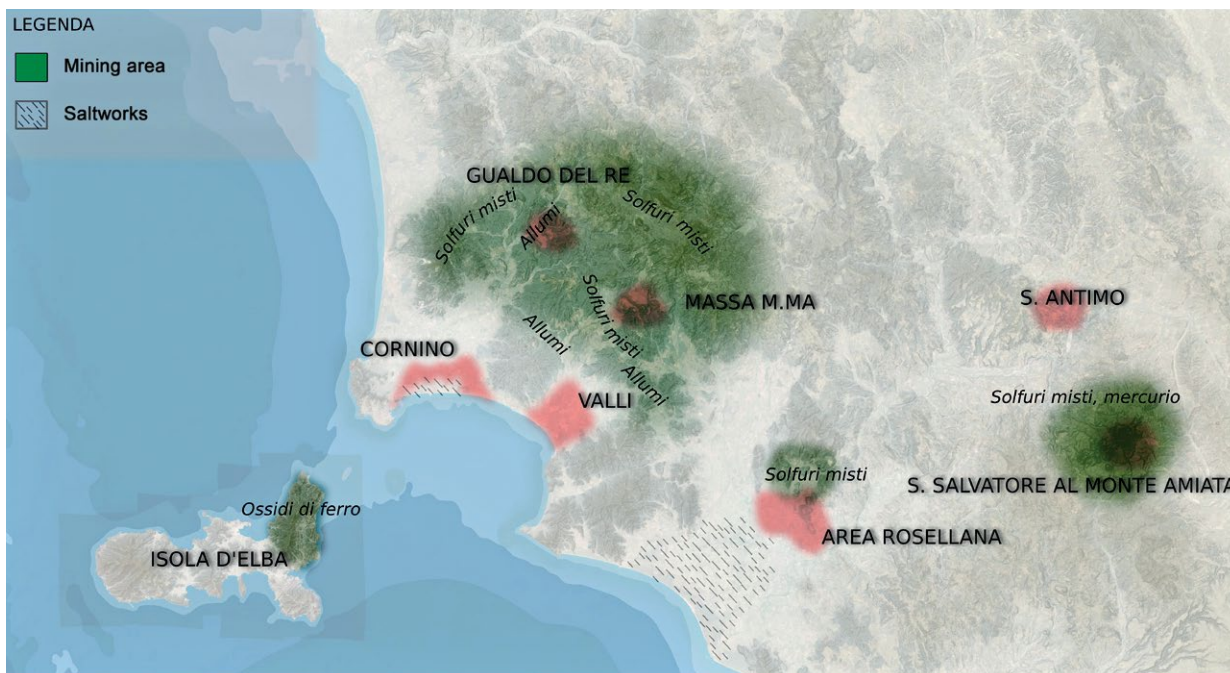 LEGENDA
Mining area
Saltworks
GUALDO DEL RE
Solfuri misti
Allumi
Solfuri misti
MASSA M.MA
Solfuri misti
Allumi
Allumi
S. ANTIMO
CORNINO
VALLI
Solfuri misti, mercurio
Solfuri misti
S. SALVATORE AL MONTE AMIATA
Ossidi di ferro
AREA ROSELLANA
ISOLA D'ELBA